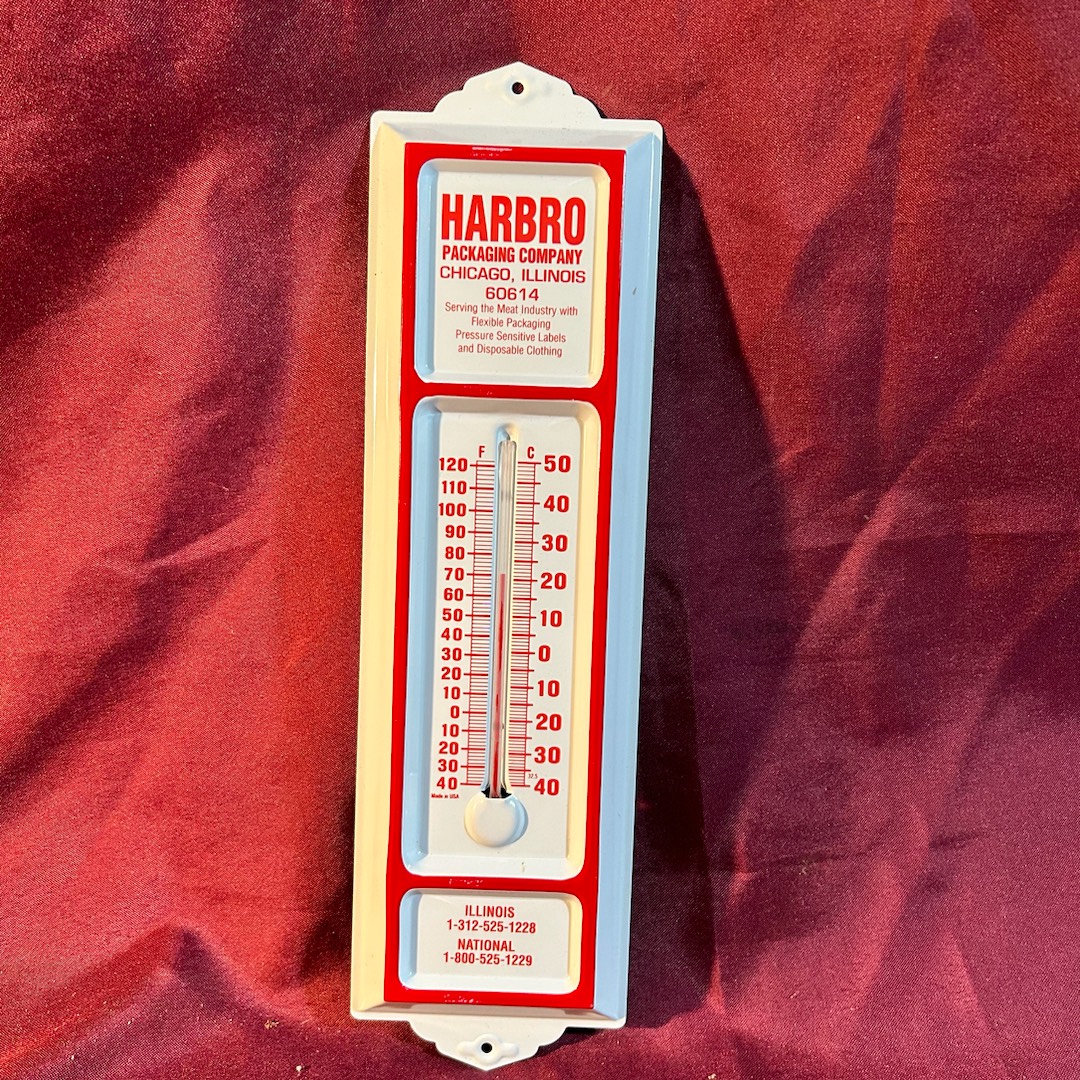 HARBRO
PACKAGING COMPANY
CHICAGO, ILLINOIS
60614
Serving the Meat Industry with
Flexible Packaging
Pressure Sensitive Labels
and Disposable Clothing
F C
120 50
110
100 40
90
80 30
70 20
60
50 10
40
30 0
20
10 10
0
10 20
20
30 30
40 40
37.5
Made in USA
ILLINOIS
1-312-525-1228
NATIONAL
1-800-525-1229